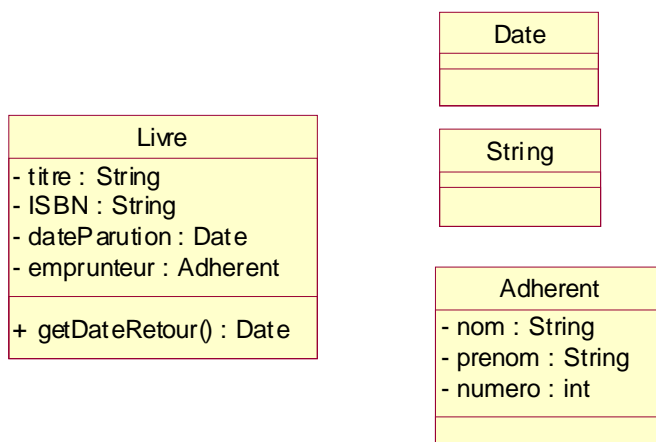 Livre
- titre : String
- ISBN : String
- dateParution : Date
- emprunteur : Adherent
+ getDateRetour() : Date
Date
String
Adherent
- nom : String
- prenom : String
- numero : int